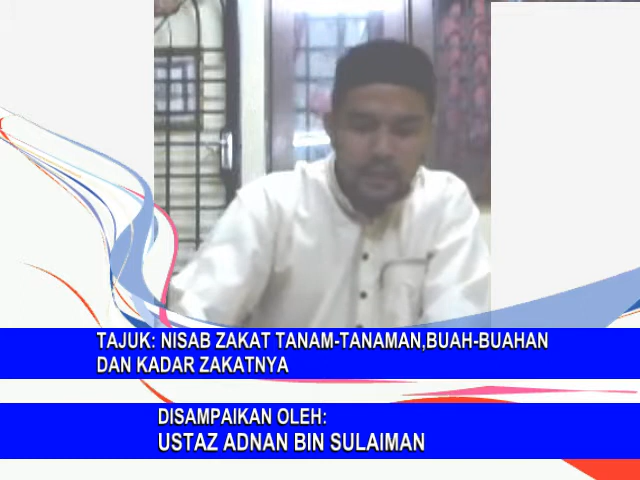 TAJUK: NISAB ZAKAT TANAM-TANAMAN,BUAH-BUAHAN
DAN KADAR ZAKATNYA
DISAMPAIKAN OLEH:
USTAZ ADNAN BIN SULAIMAN